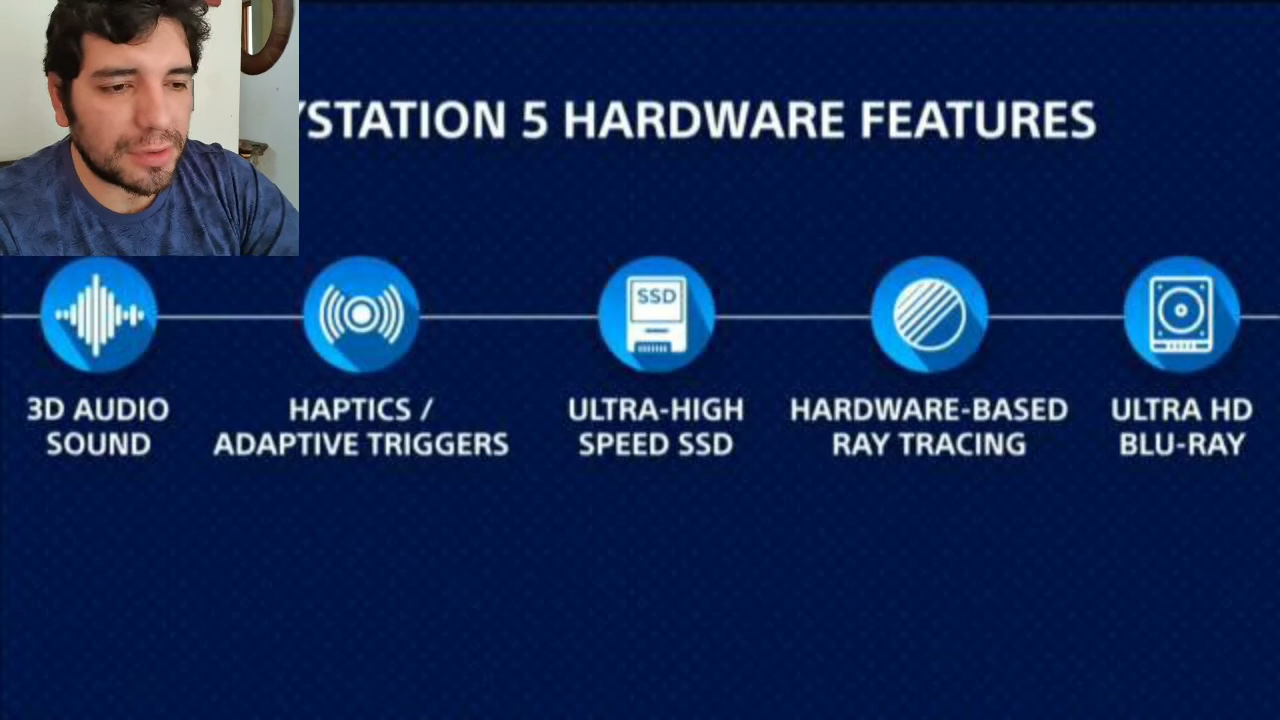 YSTATION 5 HARDWARE FEATURES
SSD
3D AUDIO
SOUND
HAPTICS /
ADAPTIVE TRIGGERS
ULTRA-HIGH
SPEED SSD
HARDWARE-BASED
RAY TRACING
ULTRA HD
BLU-RAY